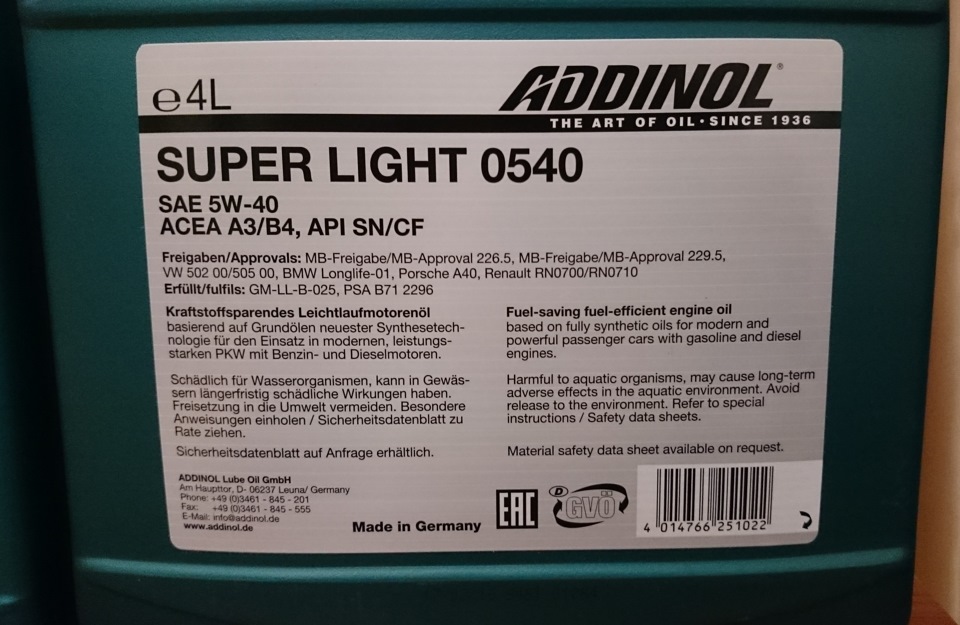 ℮4L
ADDINOL®
THE ART OF OIL · SINCE 1936
SUPER LIGHT 0540
SAE 5W-40
ACEA A3/B4, API SN/CF
Freigaben/Approvals: MB-Freigabe/MB-Approval 226.5, MB-Freigabe/MB-Approval 229.5,
VW 502 00/505 00, BMW Longlife-01, Porsche A40, Renault RN0700/RN0710
Erfüllt/fulfils: GM-LL-B-025, PSA B71 2296
Kraftstoffsparendes Leichtlaufmotorenöl
basierend auf Grundölen neuester Synthesetech-
nologie für den Einsatz in modernen, leistungs-
starken PKW mit Benzin- und Dieselmotoren.
Schädlich für Wasserorganismen, kann in Gewäs-
sern längerfristig schädliche Wirkungen haben.
Freisetzung in die Umwelt vermeiden. Besondere
Anweisungen einholen / Sicherheitsdatenblatt zu
Rate ziehen.
Sicherheitsdatenblatt auf Anfrage erhältlich.
Fuel-saving fuel-efficient engine oil
based on fully synthetic oils for modern and
powerful passenger cars with gasoline and diesel
engines.
Harmful to aquatic organisms, may cause long-term
adverse effects in the aquatic environment. Avoid
release to the environment. Refer to special
instructions / Safety data sheets.
Material safety data sheet available on request.
ADDINOL Lube Oil GmbH
Am Haupttor, D- 06237 Leuna/ Germany
Phone: +49 (0)3461 - 845 - 201
Fax: +49 (0)3461 - 845 - 555
E-Mail: info@addinol.de
www.addinol.de
Made in Germany
EAC
D
GVÖ
4 014766 251022